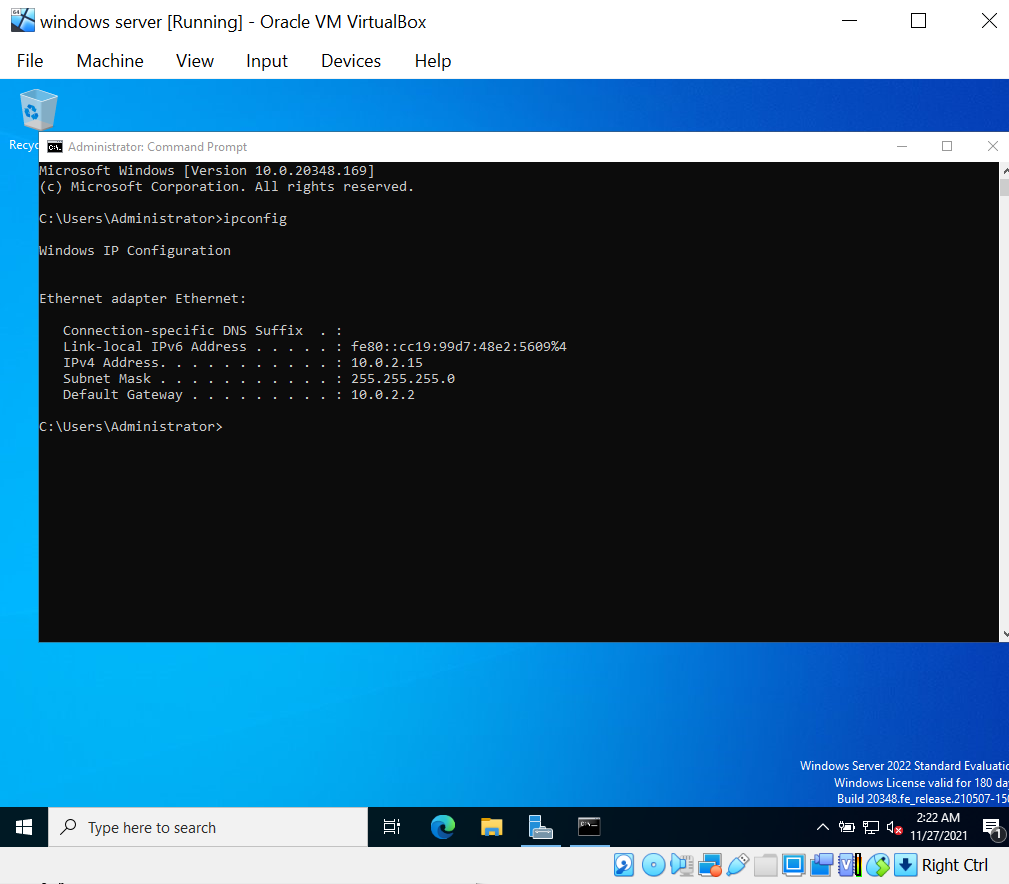 windows server [Running] - Oracle VM VirtualBox
File Machine View Input Devices Help
Recyc
Administrator: Command Prompt
Microsoft Windows [Version 10.0.20348.169]
(c) Microsoft Corporation. All rights reserved.
C:\Users\Administrator>ipconfig
Windows IP Configuration
Ethernet adapter Ethernet:
Connection-specific DNS Suffix  . :
Link-local IPv6 Address . . . . . : fe80::cc19:99d7:48e2:5609%4
IPv4 Address. . . . . . . . . . . : 10.0.2.15
Subnet Mask . . . . . . . . . . . : 255.255.255.0
Default Gateway . . . . . . . . . : 10.0.2.2
C:\Users\Administrator>
Windows Server 2022 Standard Evaluatio
Windows License valid for 180 da
Build 20348.fe_release.210507-150
Type here to search
2:22 AM
11/27/2021
1
Right Ctrl